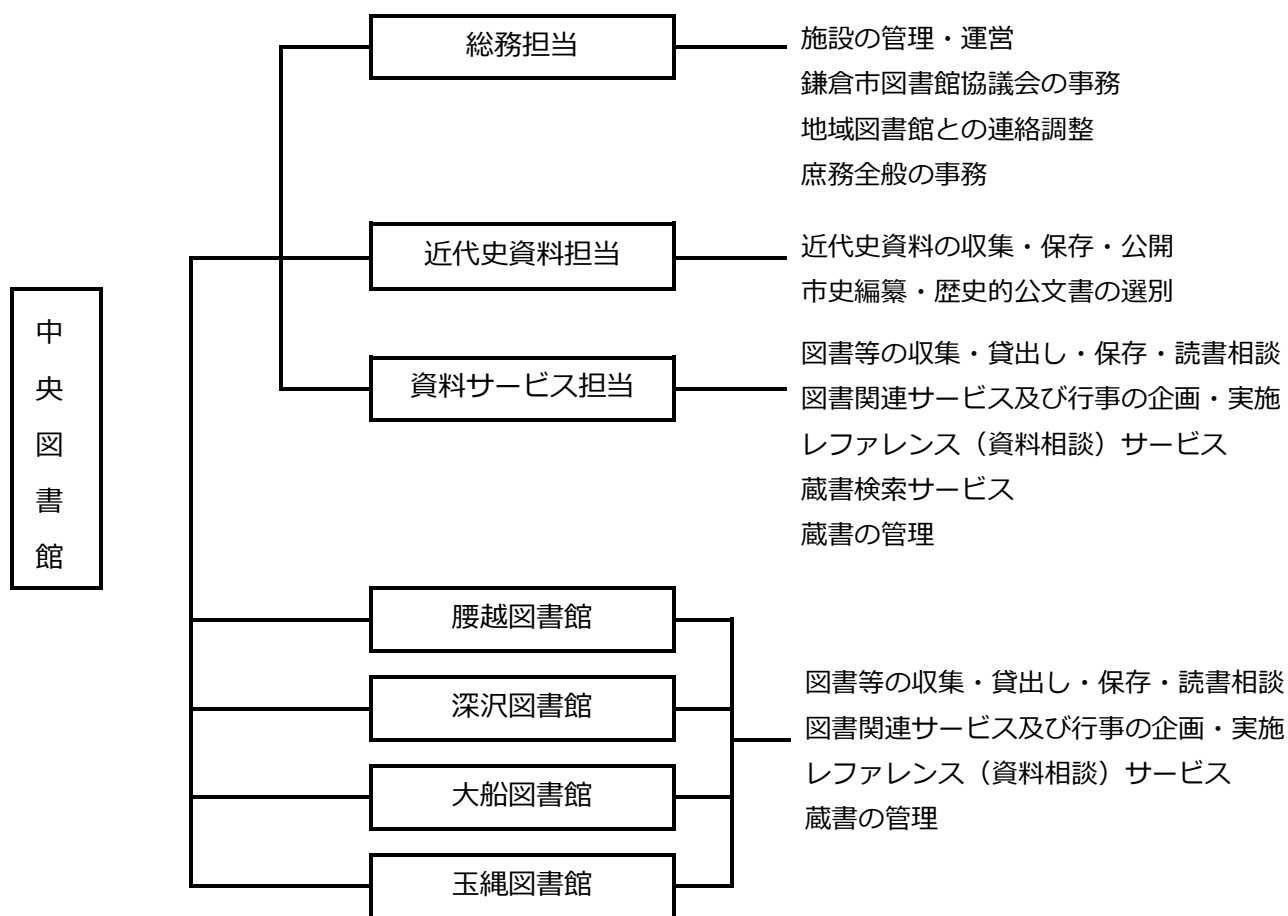 中央図書館
総務担当
施設の管理・運営
鎌倉市図書館協議会の事務
地域図書館との連絡調整
庶務全般の事務
近代史資料担当
近代史資料の収集・保存・公開
市史編纂・歴史的公文書の選別
資料サービス担当
図書等の収集・貸出し・保存・読書相談
図書関連サービス及び行事の企画・実施
レファレンス（資料相談）サービス
蔵書検索サービス
蔵書の管理
腰越図書館
深沢図書館
大船図書館
玉縄図書館
図書等の収集・貸出し・保存・読書相談
図書関連サービス及び行事の企画・実施
レファレンス（資料相談）サービス
蔵書の管理